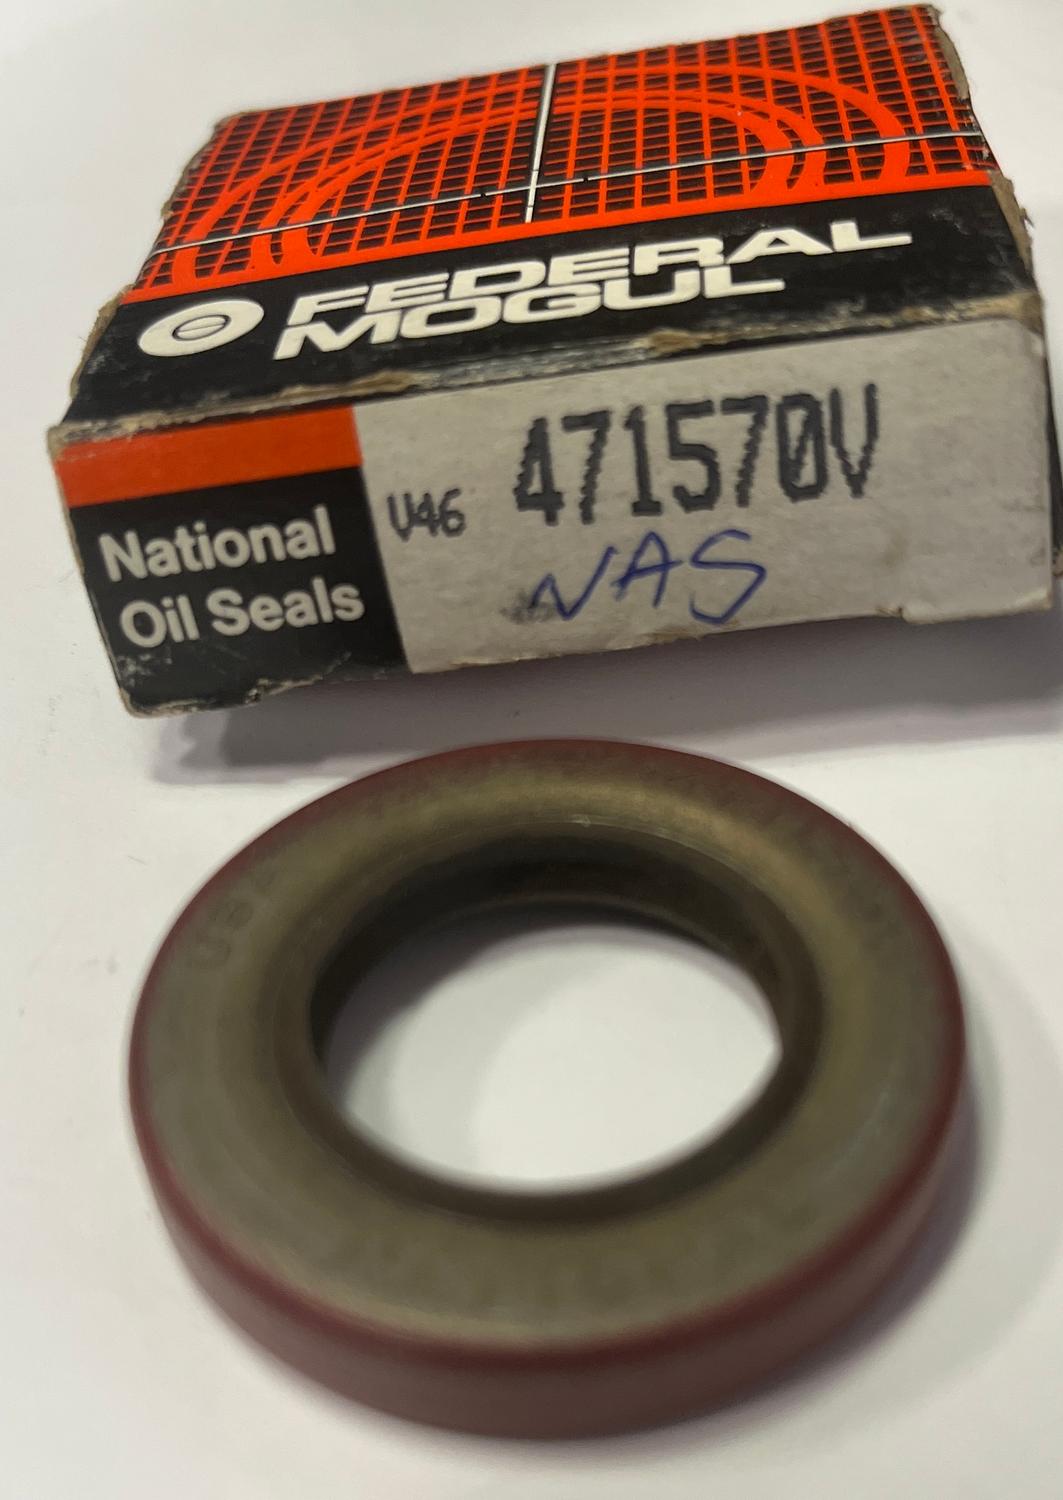 FEDERAL
MOGUL
National
Oil Seals
V46 471570V
NAS